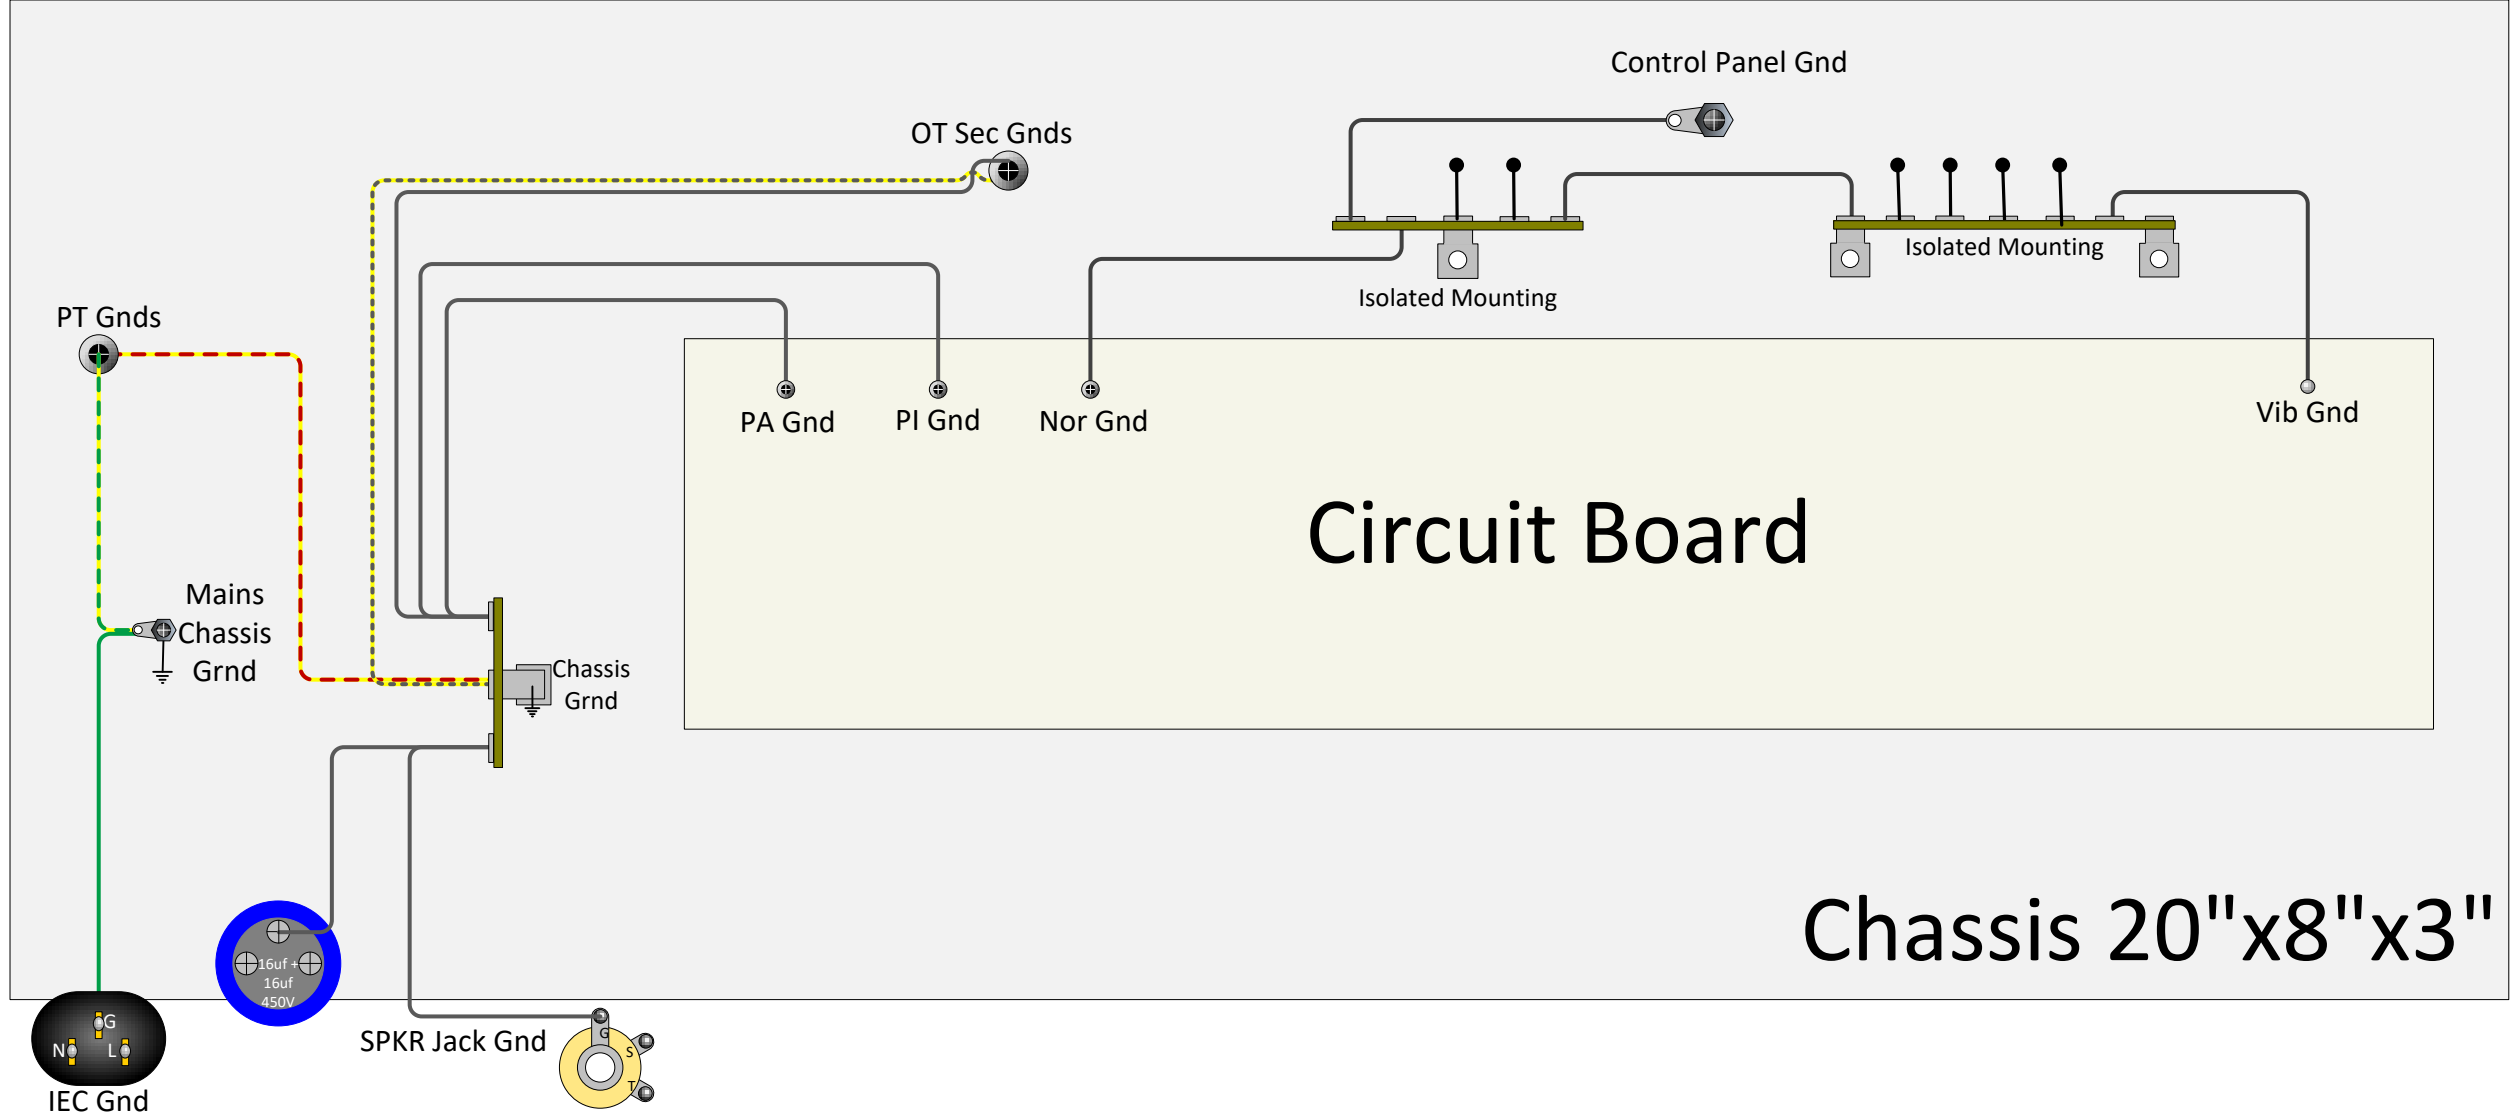 Control Panel Gnd
OT Sec Gnds
Isolated Mounting
Isolated Mounting
PT Gnds
PA Gnd
PI Gnd
Nor Gnd
Vib Gnd
Circuit Board
Mains
Chassis
Grnd
Chassis
Grnd
Chassis 20"x8"x3"
16uf +
16uf
450V
G
N
L
IEC Gnd
SPKR Jack Gnd
G
S
T